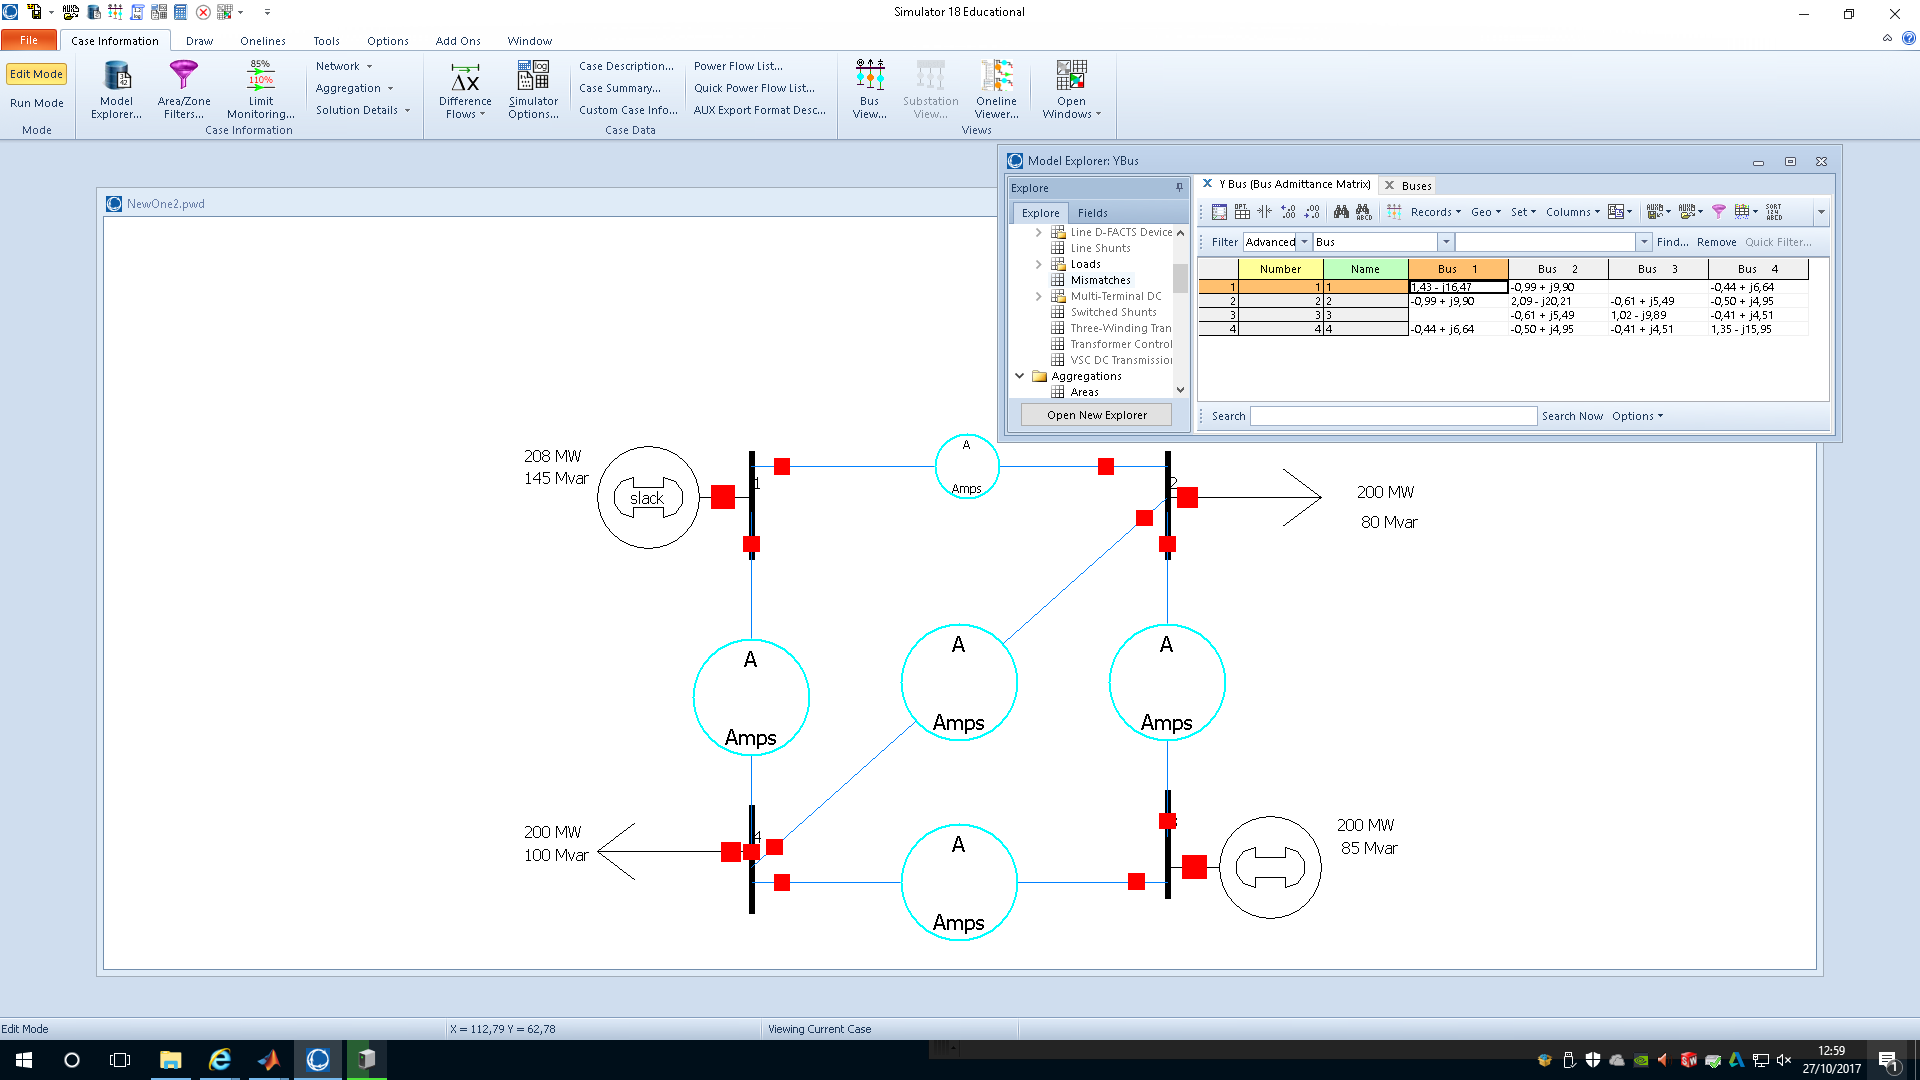 Simulator 18 Educational
File Case Information Draw Onelines Tools Options Add Ons Window
Edit Mode
Run Mode
Mode
Model Explorer...
Area/Zone Filters...
85%
110%
Limit Monitoring...
Network
Aggregation
Solution Details
Case Information
Difference Flows
Simulator Options...
Case Description...
Case Summary...
Custom Case Info...
Power Flow List...
Quick Power Flow List...
AUX Export Format Desc...
Case Data
Bus View...
Substation View...
Oneline Viewer...
Open Windows
Views
NewOne2.pwd
Model Explorer: YBus
Explore
Explore Fields
Line D-FACTS Device
Line Shunts
Loads
Mismatches
Multi-Terminal DC
Switched Shunts
Three-Winding Tran
Transformer Control
VSC DC Transmission
Aggregations
Areas
Open New Explorer
Y Bus (Bus Admittance Matrix) Buses
Records Geo Set Columns
Filter Advanced Bus Find... Remove Quick Filter...
Number Name Bus 1 Bus 2 Bus 3 Bus 4
1 1 1 1,43 - j16,47 -0,99 + j9,90 -0,44 + j6,64
2 2 2 -0,99 + j9,90 2,09 - j20,21 -0,61 + j5,49 -0,50 + j4,95
3 3 3 -0,61 + j5,49 1,02 - j9,89 -0,41 + j4,51
4 4 4 -0,44 + j6,64 -0,50 + j4,95 -0,41 + j4,51 1,35 - j15,95
Search Search Now Options
208 MW
145 Mvar
slack
1
A
Amps
2
200 MW
80 Mvar
A
Amps
A
Amps
A
Amps
200 MW
100 Mvar
4
A
Amps
200 MW
85 Mvar
Edit Mode X = 112,79 Y = 62,78 Viewing Current Case
12:59
27/10/2017
1